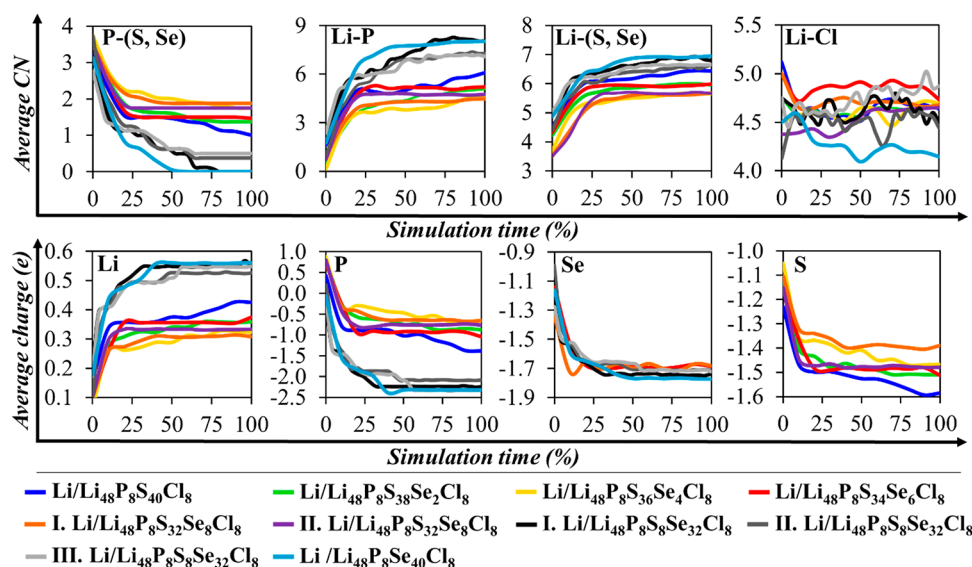 Average CN
P-(S, Se)
4
3
2
1
0
0 25 50 75 100
Li-P
9
6
3
0
0 25 50 75 100
Li-(S, Se)
8
7
6
5
4
3
0 25 50 75 100
Li-Cl
5.5
5.0
4.5
4.0
0 25 50 75 100
Simulation time (%)
Average charge (e)
Li
0.6
0.5
0.4
0.3
0.2
0.1
0 25 50 75 100
P
1.0
0.5
0.0
-0.5
-1.0
-1.5
-2.0
-2.5
0 25 50 75 100
Se
-0.9
-1.1
-1.3
-1.5
-1.7
-1.9
0 25 50 75 100
S
-1.0
-1.1
-1.2
-1.3
-1.4
-1.5
-1.6
0 25 50 75 100
Simulation time (%)
Li/Li₄₈P₈S₄₀Cl₈ Li/Li₄₈P₈S₃₈Se₂Cl₈ Li/Li₄₈P₈S₃₆Se₄Cl₈ Li/Li₄₈P₈S₃₄Se₆Cl₈
I. Li/Li₄₈P₈S₃₂Se₈Cl₈ II. Li/Li₄₈P₈S₃₂Se₈Cl₈ I. Li/Li₄₈P₈S₈Se₃₂Cl₈ II. Li/Li₄₈P₈S₈Se₃₂Cl₈
III. Li/Li₄₈P₈S₈Se₃₂Cl₈ Li /Li₄₈P₈Se₄₀Cl₈